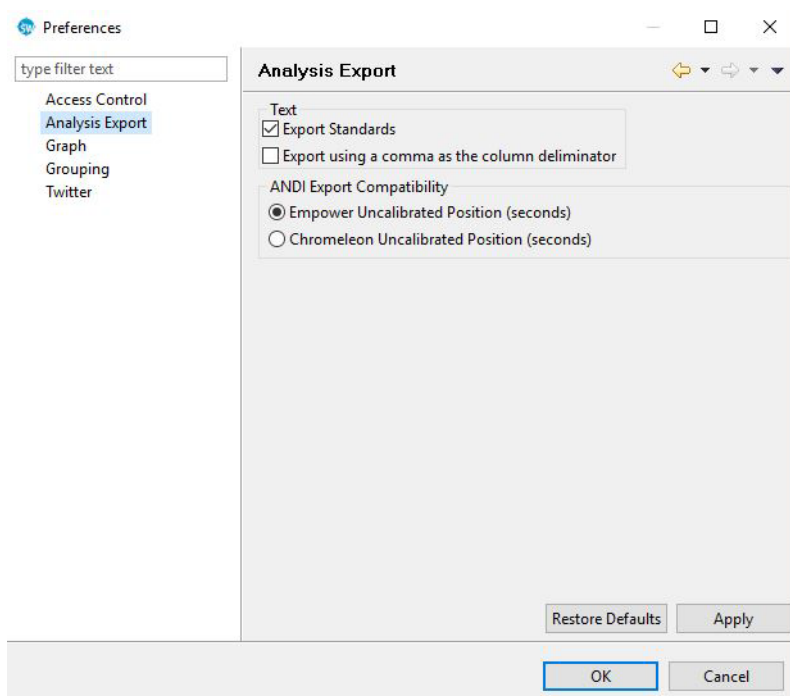 SW Preferences
type filter text
Access Control
Analysis Export
Graph
Grouping
Twitter
Analysis Export
Text
Export Standards
Export using a comma as the column deliminator
ANDI Export Compatibility
Empower Uncalibrated Position (seconds)
Chromeleon Uncalibrated Position (seconds)
Restore Defaults Apply
OK Cancel